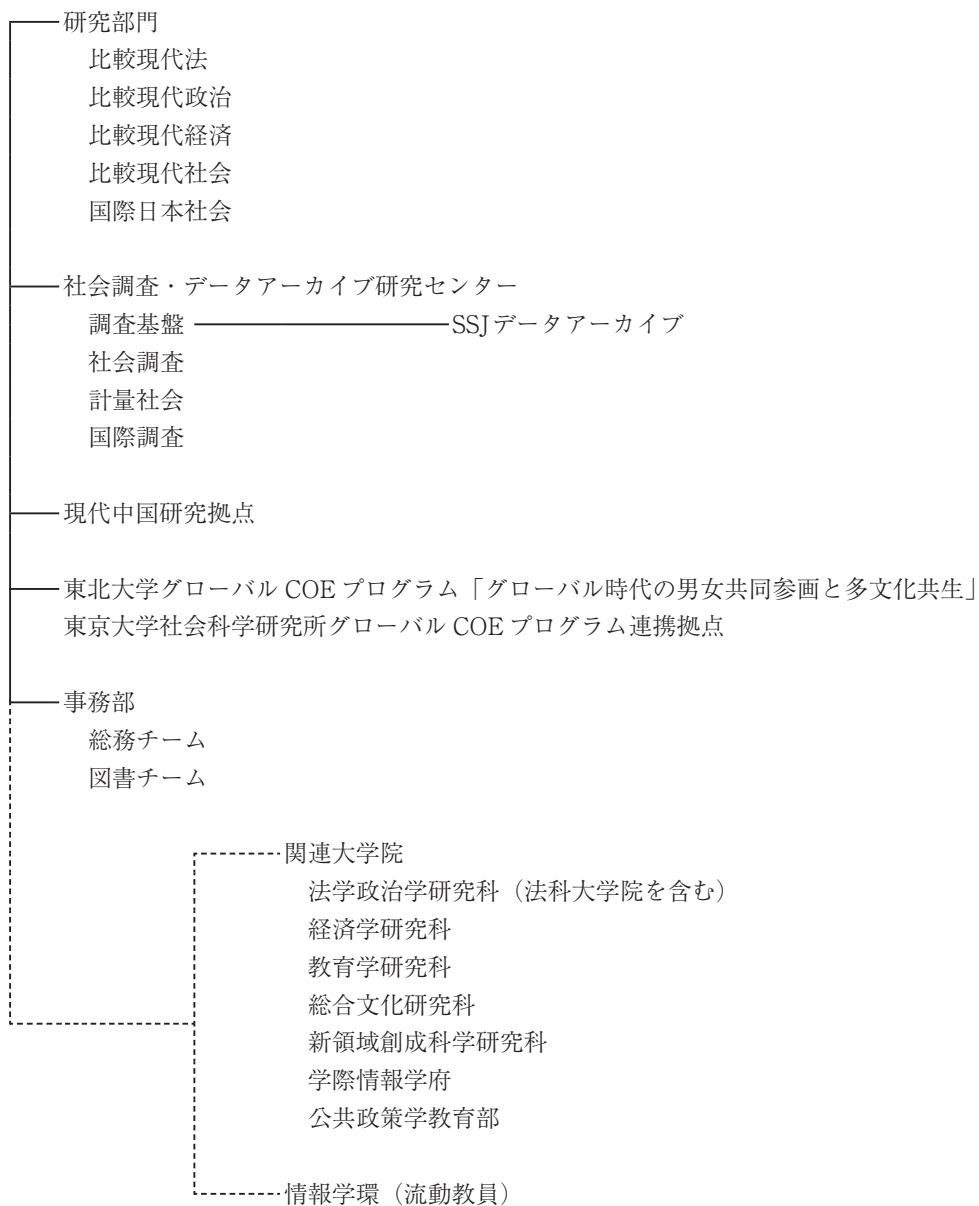 研究部門
比較現代法
比較現代政治
比較現代経済
比較現代社会
国際日本社会
社会調査・データアーカイブ研究センター
調査基盤 SSJデータアーカイブ
社会調査
計量社会
国際調査
現代中国研究拠点
東北大学グローバル COE プログラム「グローバル時代の男女共同参画と多文化共生」
東京大学社会科学研究所グローバル COE プログラム連携拠点
事務部
総務チーム
図書チーム
関連大学院
法学政治学研究科（法科大学院を含む）
経済学研究科
教育学研究科
総合文化研究科
新領域創成科学研究科
学際情報学府
公共政策学教育部
情報学環（流動教員）